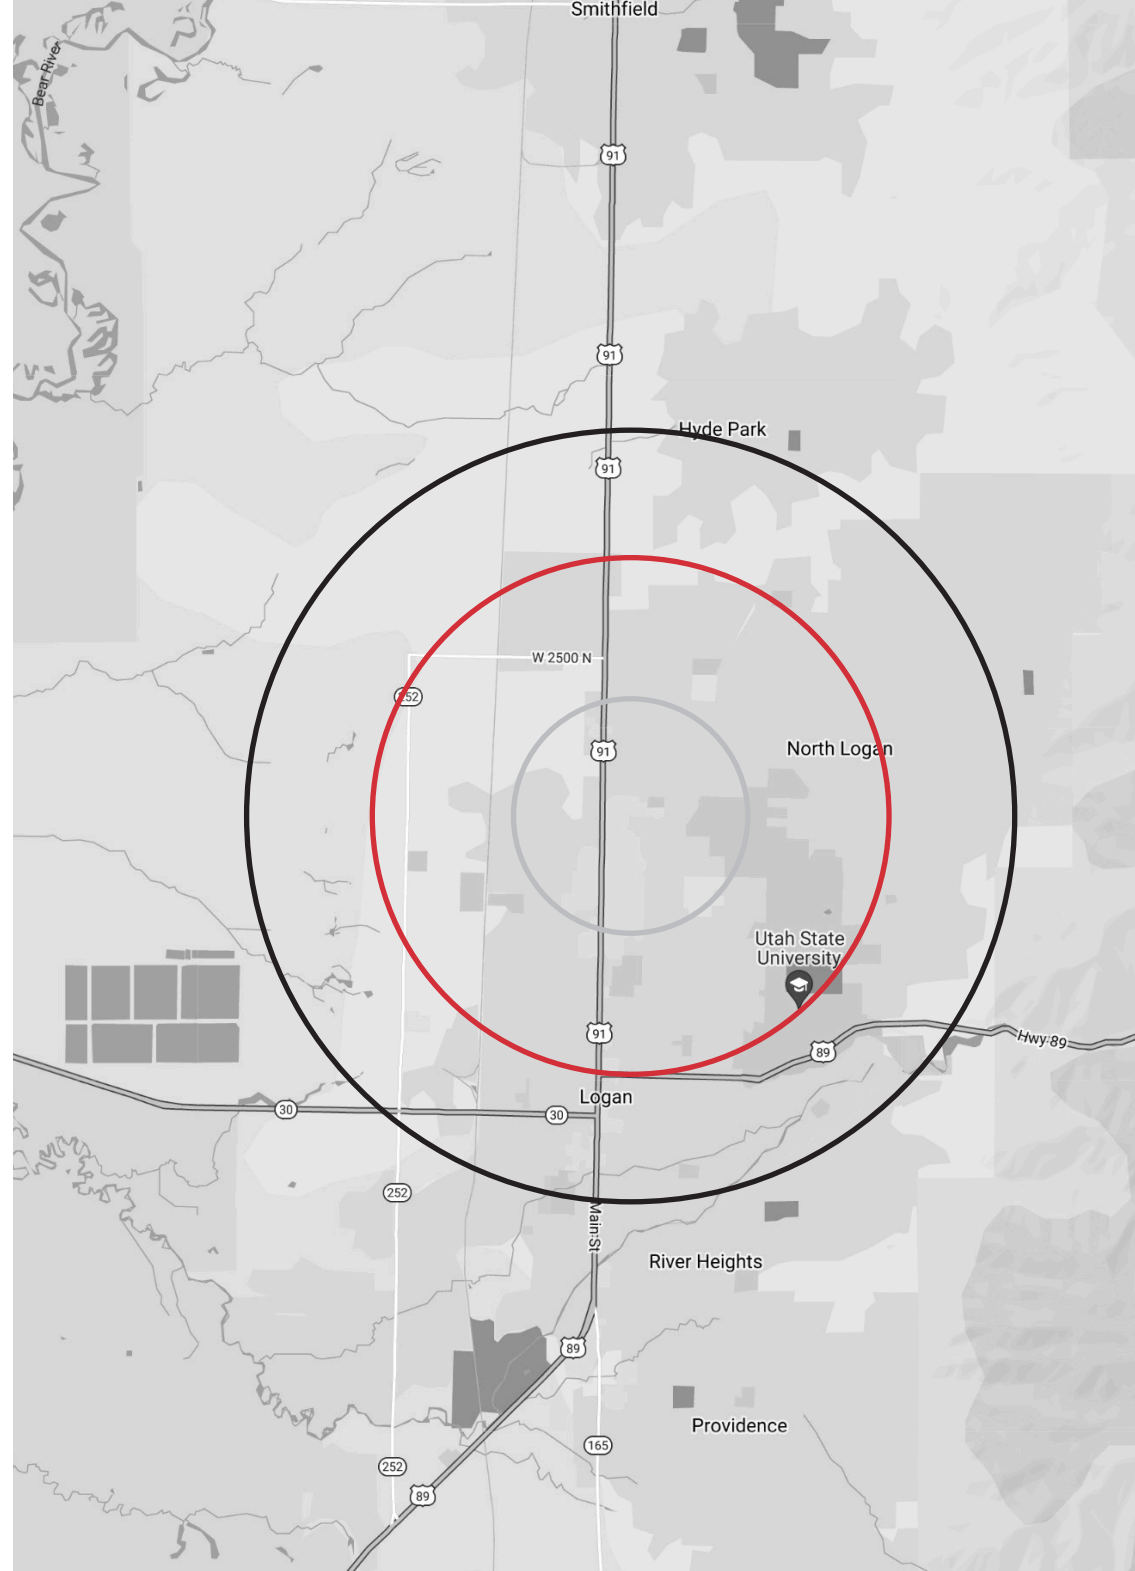 Smithfield
Bear River
91
91
Hyde Park
91
W 2500 N
252
91
North Logan
Utah State
University
91
Hwy 89
89
Logan
30
30
252
Main St
River Heights
89
Providence
165
252
89